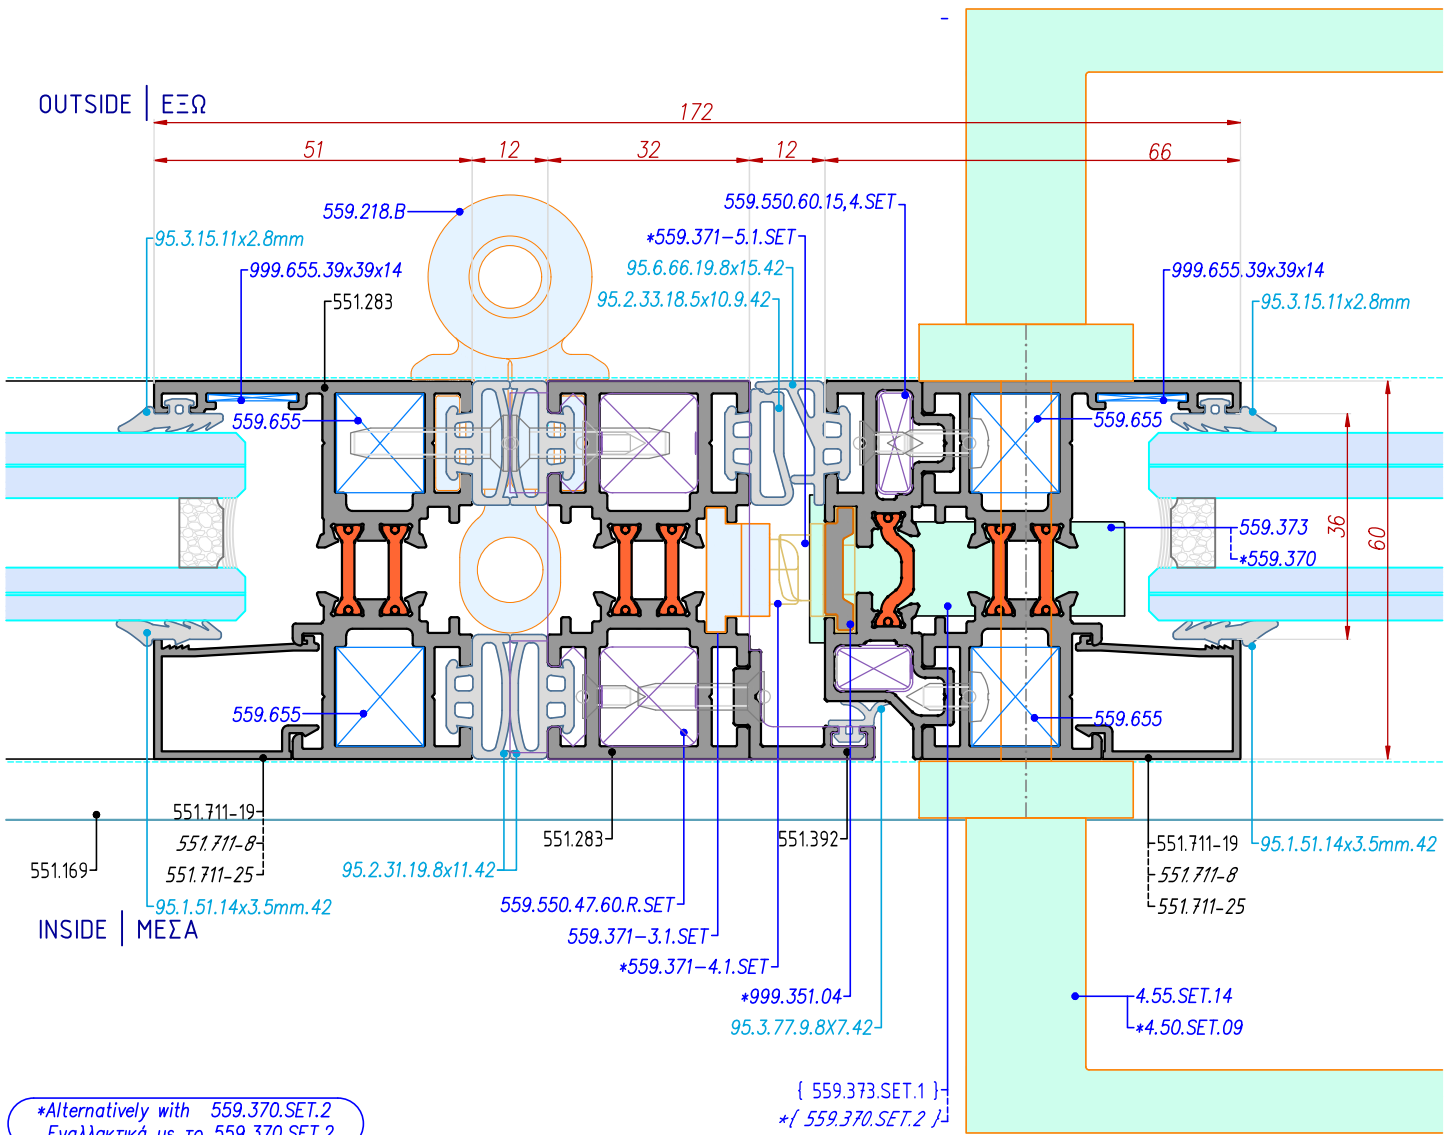 OUTSIDE | ΕΞΩ
172
51
12
32
12
66
559.218.B
559.550.60.15,4.SET
*559.371-5.1.SET
95.3.15.11x2.8mm
95.6.66.19.8x15.42
999.655.39x39x14
999.655.39x39x14
95.2.33.18.5x10.9.42
551.283
95.3.15.11x2.8mm
559.655
559.655
559.373
36
60
*559.370
559.655
559.655
551.711-19
551.711-8
551.711-25
551.169
95.1.51.14x3.5mm.42
95.2.31.19.8x11.42
551.283
551.392
551.711-19
551.711-8
551.711-25
95.1.51.14x3.5mm.42
INSIDE | ΜΕΣΑ
559.550.47.60.R.SET
559.371-3.1.SET
*559.371-4.1.SET
*999.351.04
95.3.77.9.8X7.42
4.55.SET.14
*4.50.SET.09
{ 559.373.SET.1 }
*{ 559.370.SET.2 }
*Alternatively with 559.370.SET.2
Εναλλακτικά με το 559.370.SET.2